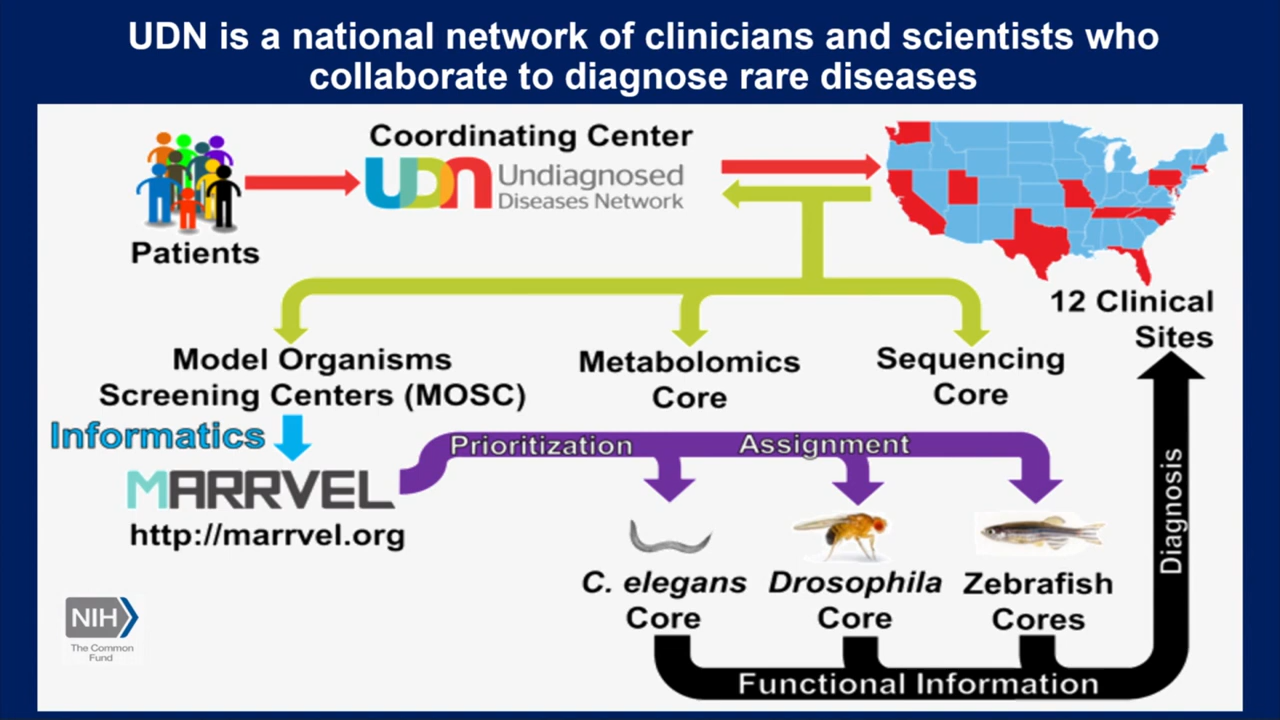 UDN is a national network of clinicians and scientists who
collaborate to diagnose rare diseases
Patients
Coordinating Center
UDN Undiagnosed
Diseases Network
12 Clinical
Sites
Model Organisms
Screening Centers (MOSC)
Metabolomics
Core
Sequencing
Core
Informatics
MARRVEL
http://marrvel.org
Prioritization
Assignment
C. elegans
Core
Drosophila
Core
Zebrafish
Cores
Functional Information
Diagnosis
NIH
The Common
Fund